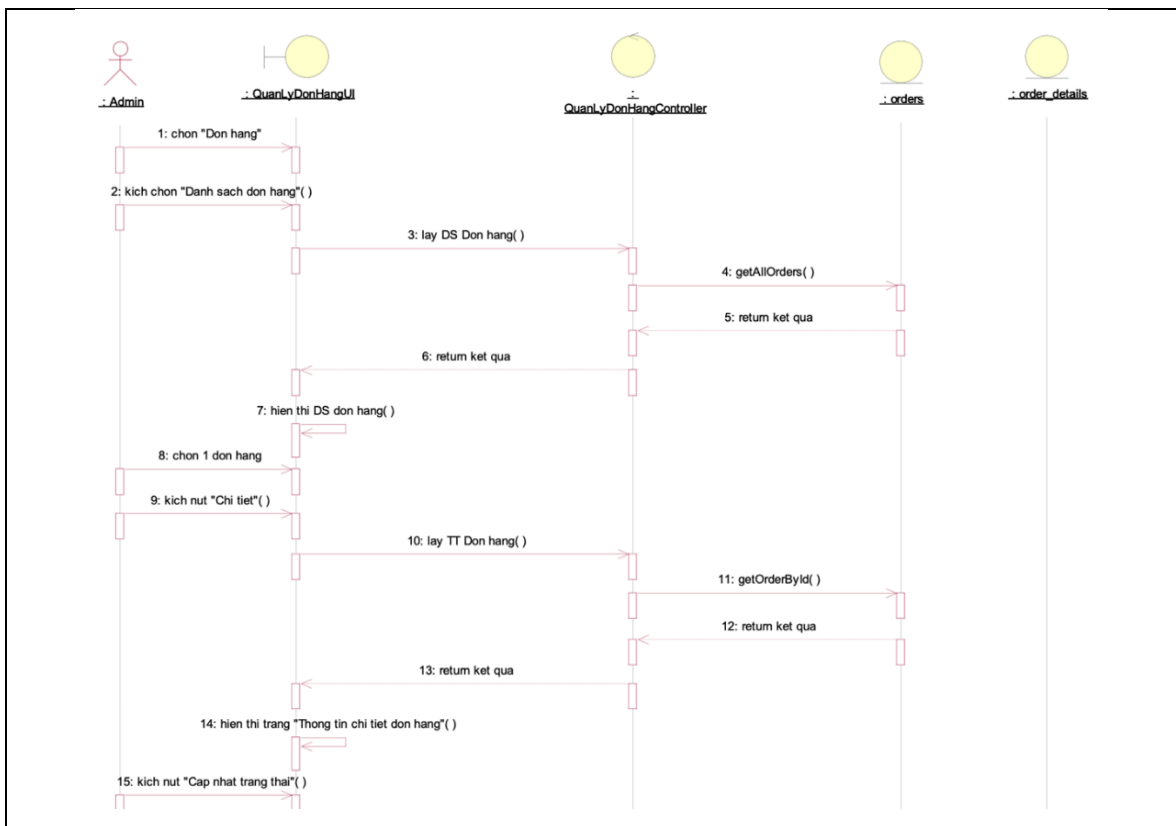 : Admin
: QuanLyDonHangUI
:
QuanLyDonHangController
: orders
: order_details
1: chon "Don hang"
2: kich chon "Danh sach don hang"( )
3: lay DS Don hang( )
4: getAllOrders( )
5: return ket qua
6: return ket qua
7: hien thi DS don hang( )
8: chon 1 don hang
9: kich nut "Chi tiet"( )
10: lay TT Don hang( )
11: getOrderById( )
12: return ket qua
13: return ket qua
14: hien thi trang "Thong tin chi tiet don hang"( )
15: kich nut "Cap nhat trang thai"( )